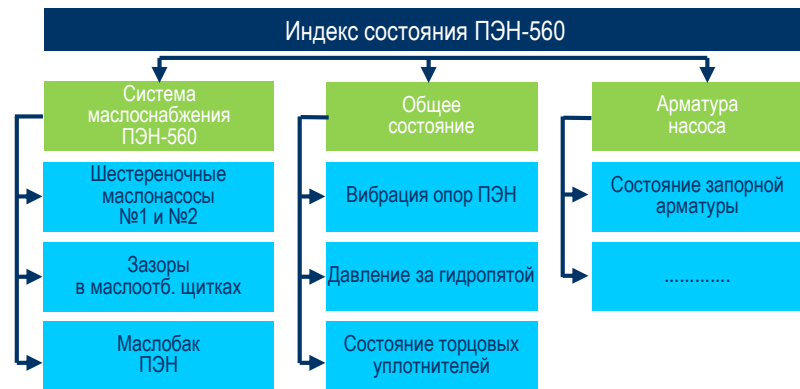 Индекс состояния ПЭН-560
Система
маслоснабжения
ПЭН-560
Общее
состояние
Арматура
насоса
Шестереночные
маслонасосы
№1 и №2
Вибрация опор ПЭН
Состояние запорной
арматуры
Зазоры
в маслоотб. щитках
Давление за гидропятой
.............
Маслобак
ПЭН
Состояние торцовых
уплотнителей